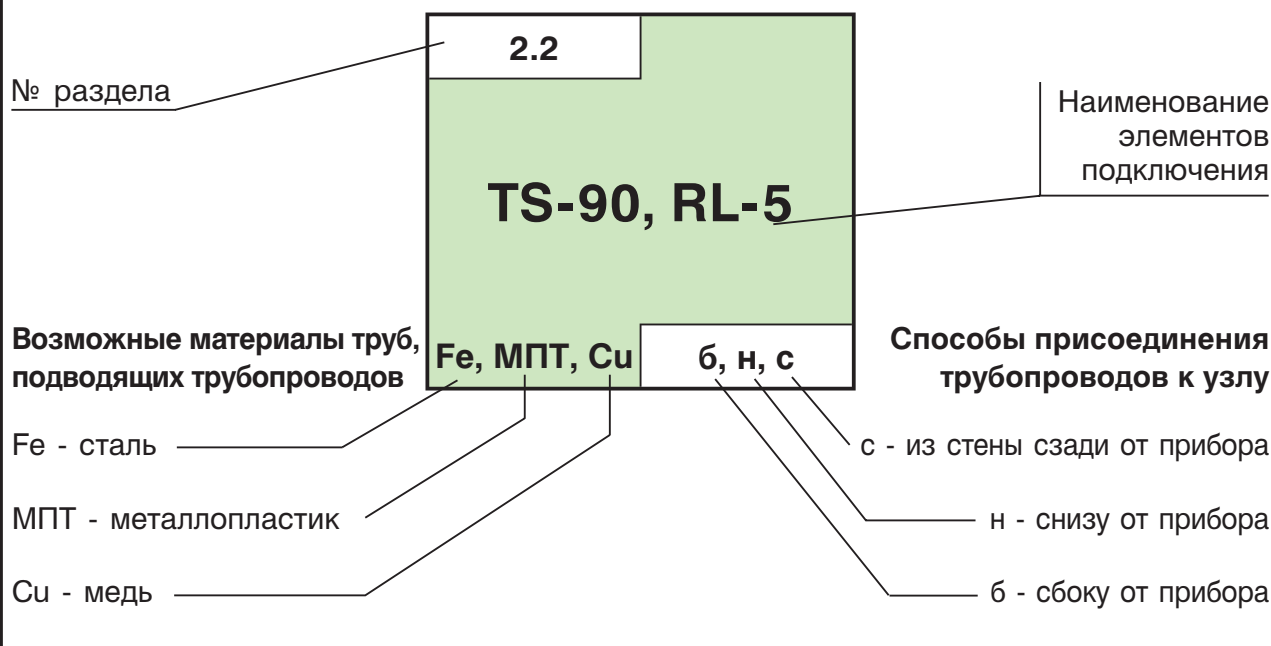 2.2
№ раздела
Наименование
элементов
подключения
TS-90, RL-5
Возможные материалы труб,
подводящих трубопроводов
Fe, МПТ, Cu
б, н, с
Способы присоединения
трубопроводов к узлу
Fe - сталь
с - из стены сзади от прибора
МПТ - металлопластик
н - снизу от прибора
Cu - медь
б - сбоку от прибора